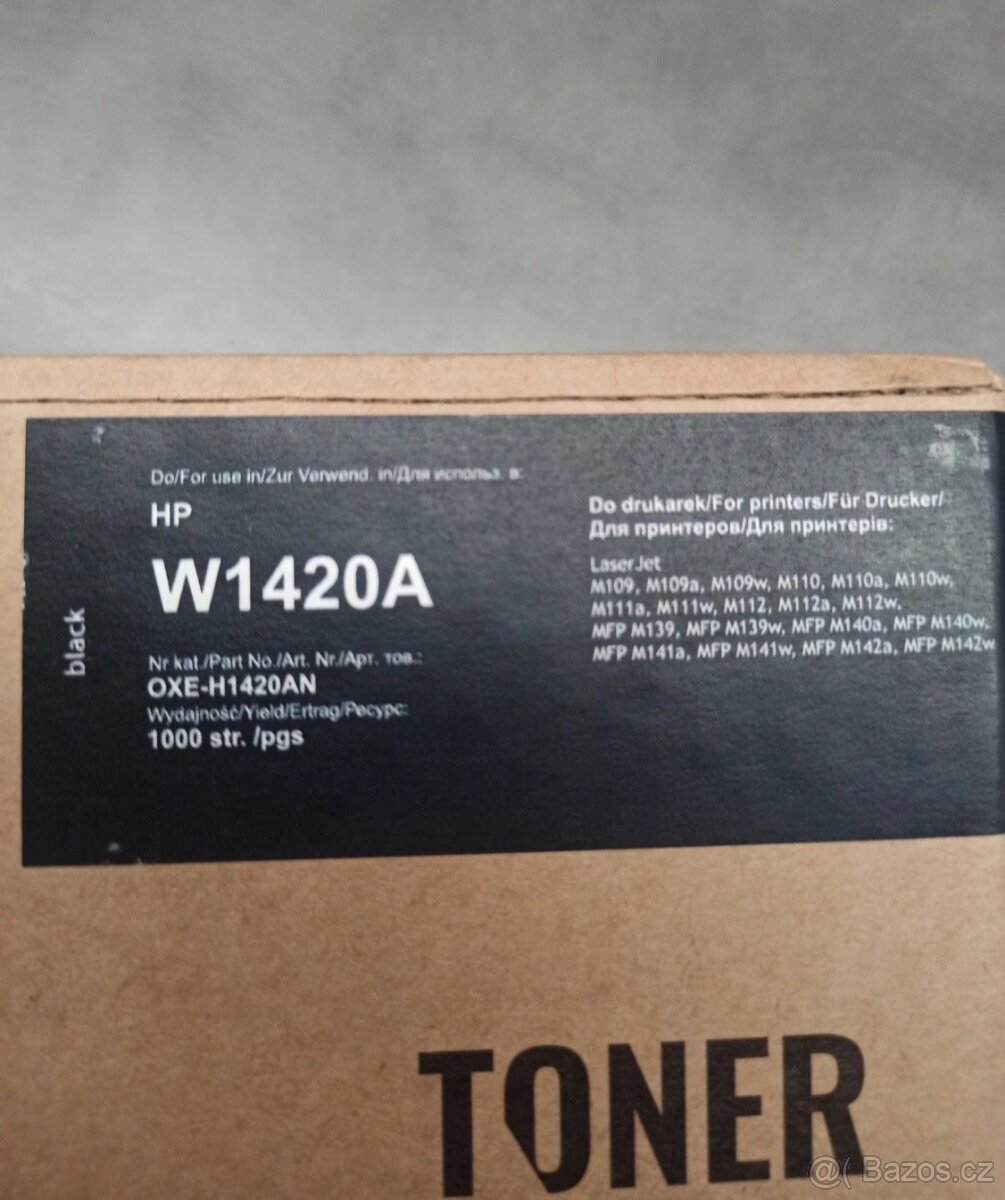 Do/For use in/Zur Verwend. in/Для использ. в:
HP
W1420A
black
Nr kat./Part No./Art. Nr./Арт. тов.:
OXE-H1420AN
Wydajność/Yield/Ertrag/Ресурс:
1000 str. /pgs
Do drukarek/For printers/Für Drucker/
Для принтеров/Для принтерів:
LaserJet
M109, M109a, M109w, M110, M110a, M110w,
M111a, M111w, M112, M112a, M112w,
MFP M139, MFP M139w, MFP M140a, MFP M140w,
MFP M141a, MFP M141w, MFP M142a, MFP M142w
TONER
@( Bazos.cz